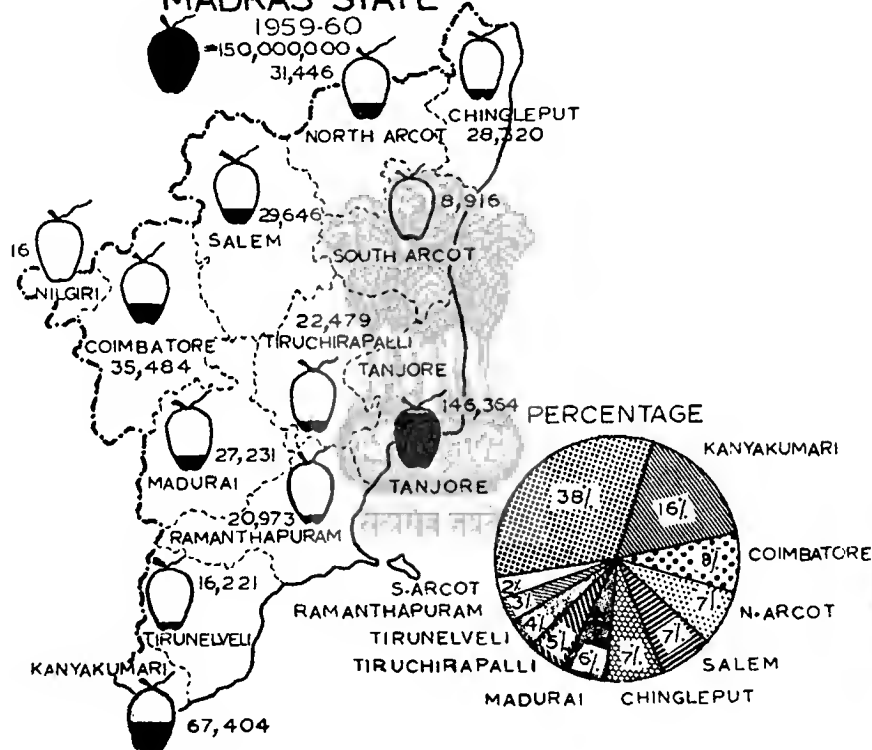 MADRAS STATE
1959-60
=150,000,000
31,446
NORTH ARCOT
CHINGLEPUT
28,320
29,646
SALEM
8,916
SOUTH ARCOT
16
NILGIRI
COIMBATORE
35,484
22,479
TIRUCHIRAPALLI
TANJORE
146,364
TANJORE
27,231
MADURAI
20,973
RAMANTHAPURAM
16,221
TIRUNELVELI
KANYAKUMARI
67,404
PERCENTAGE
KANYAKUMARI
38%
16%
8%
COIMBATORE
7%
N.ARCOT
7%
SALEM
7%
CHINGLEPUT
6%
MADURAI
5%
TIRUCHIRAPALLI
4%
TIRUNELVELI
3%
RAMANTHAPURAM
2%
S.ARCOT